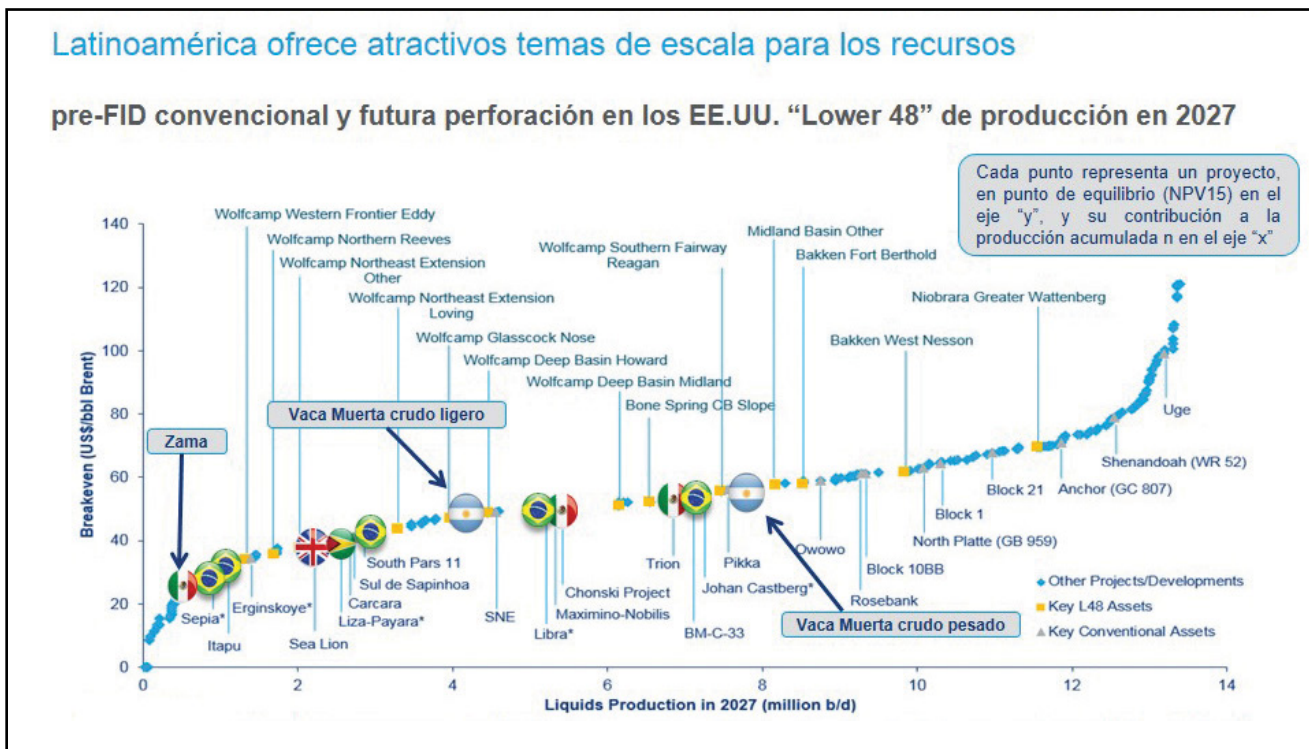 Latinoamérica ofrece atractivos temas de escala para los recursos
pre-FID convencional y futura perforación en los EE.UU. “Lower 48” de producción en 2027
Cada punto representa un proyecto,
en punto de equilibrio (NPV15) en el
eje “y”, y su contribución a la
producción acumulada n en el eje “x”
Breakeven (US$/bbl Brent)
140
120
100
80
60
40
20
0
Wolfcamp Western Frontier Eddy
Wolfcamp Northern Reeves
Wolfcamp Northeast Extension
Other
Wolfcamp Northeast Extension
Loving
Wolfcamp Glasscock Nose
Wolfcamp Deep Basin Howard
Wolfcamp Deep Basin Midland
Bone Spring CB Slope
Wolfcamp Southern Fairway
Reagan
Midland Basin Other
Bakken Fort Berthold
Bakken West Nesson
Niobrara Greater Wattenberg
Zama
Vaca Muerta crudo ligero
Vaca Muerta crudo pesado
Sepia*
Itapu
Erginskoye*
Sea Lion
Liza-Payara*
Carcara
Sul de Sapinhoa
South Pars 11
SNE
Libra*
Maximino-Nobilis
Chonski Project
Trion
BM-C-33
Johan Castberg*
Pikka
Owowo
Rosebank
Block 10BB
North Platte (GB 959)
Block 1
Block 21
Anchor (GC 807)
Shenandoah (WR 52)
Uge
Other Projects/Developments
Key L48 Assets
Key Conventional Assets
0 2 4 6 8 10 12 14
Liquids Production in 2027 (million b/d)